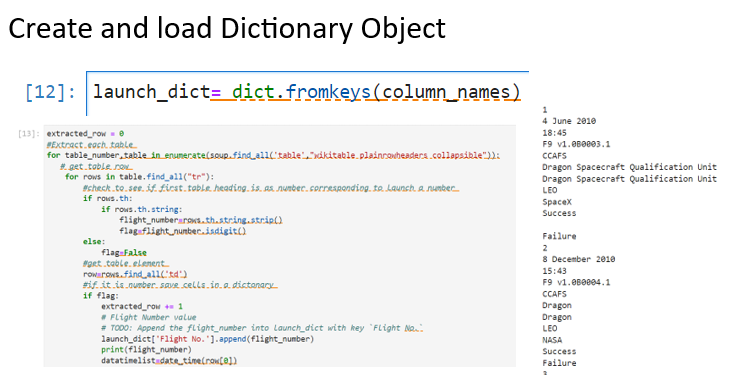 Create and load Dictionary Object
[12]: launch_dict= dict.fromkeys(column_names)
[13]: extracted_row = 0
#Extract each table
for table_number,table in enumerate(soup.find_all('table',"wikitable plainrowheaders collapsible")):
# get table row
for rows in table.find_all("tr"):
#check to see if first table heading is as number corresponding to launch a number
if rows.th:
if rows.th.string:
flight_number=rows.th.string.strip()
flag=flight_number.isdigit()
else:
flag=False
#get table element
row=rows.find_all('td')
#if it is number save cells in a dictonary
if flag:
extracted_row += 1
# Flight Number value
# TODO: Append the flight_number into launch_dict with key `Flight No.`
launch_dict['Flight No.'].append(flight_number)
print(flight_number)
datatimelist=date_time(row[0])
1
4 June 2010
18:45
F9 v1.0B0003.1
CCAFS
Dragon Spacecraft Qualification Unit
Dragon Spacecraft Qualification Unit
LEO
SpaceX
Success
Failure
2
8 December 2010
15:43
F9 v1.0B0004.1
CCAFS
Dragon
Dragon
LEO
NASA
Success
Failure
3